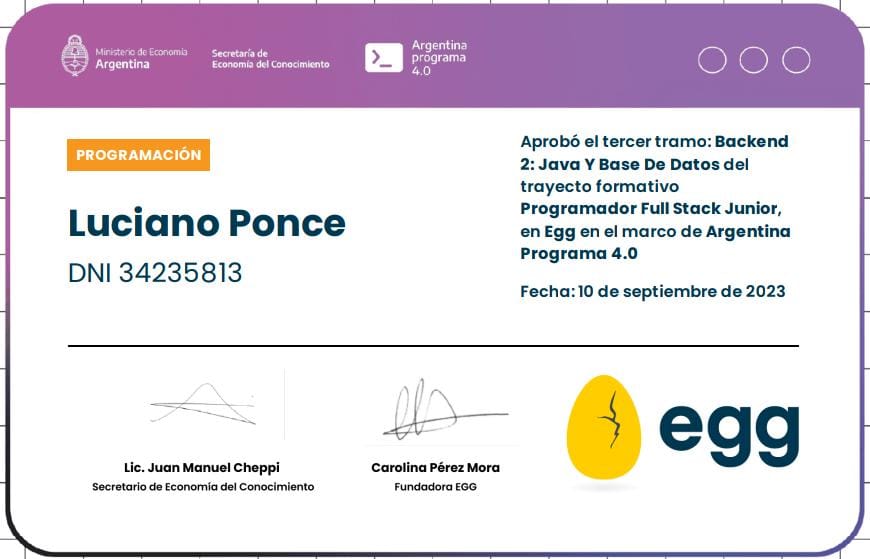 Ministerio de Economía
Argentina
Secretaría de
Economía del Conocimiento
Argentina
programa
4.0
PROGRAMACIÓN
Luciano Ponce
DNI 34235813
Aprobó el tercer tramo: Backend
2: Java Y Base De Datos del
trayecto formativo
Programador Full Stack Junior,
en Egg en el marco de Argentina
Programa 4.0
Fecha: 10 de septiembre de 2023
Lic. Juan Manuel Cheppi
Secretario de Economía del Conocimiento
Carolina Pérez Mora
Fundadora EGG
egg